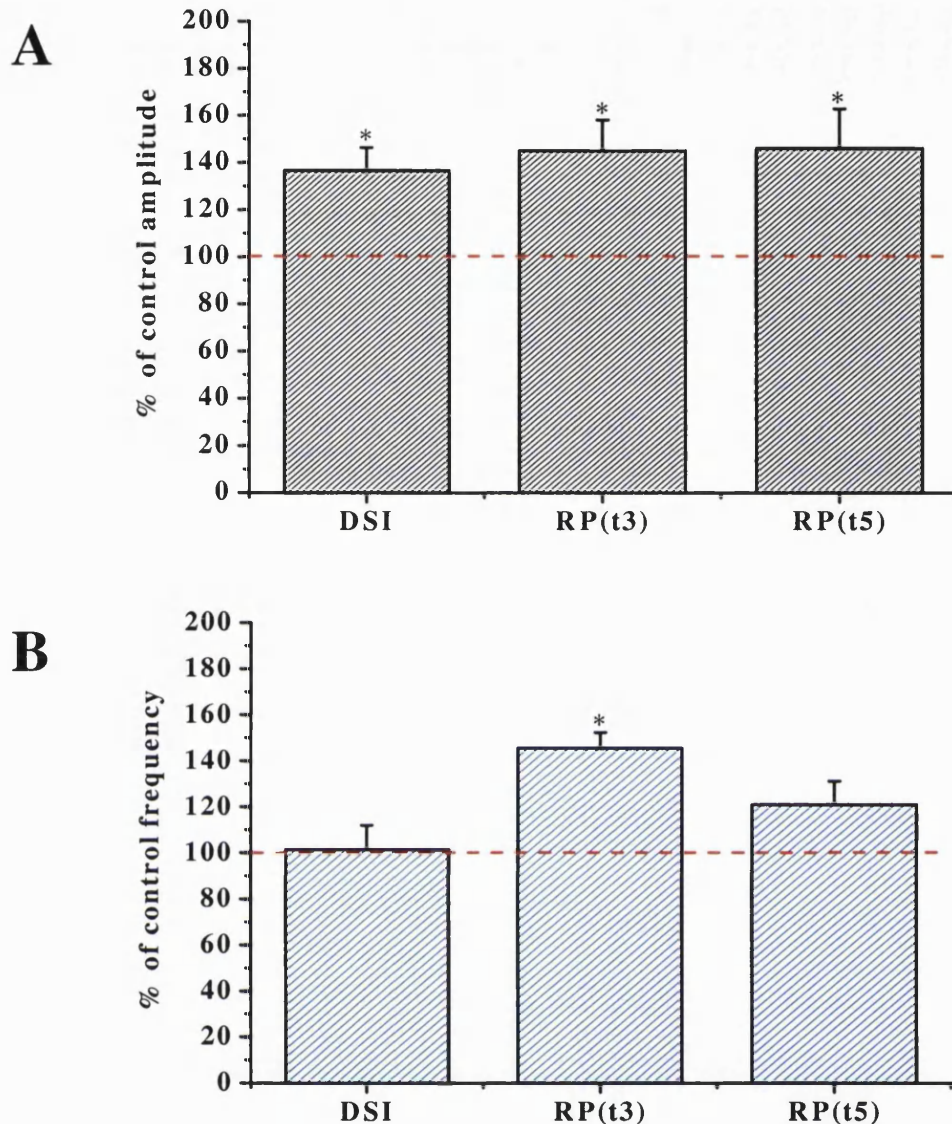 A
% of control amplitude
200
180
160
140
120
100
80
60
40
20
0
*
*
*
DSI
RP(t3)
RP(t5)
B
% of control frequency
200
180
160
140
120
100
80
60
40
20
0
*
DSI
RP(t3)
RP(t5)